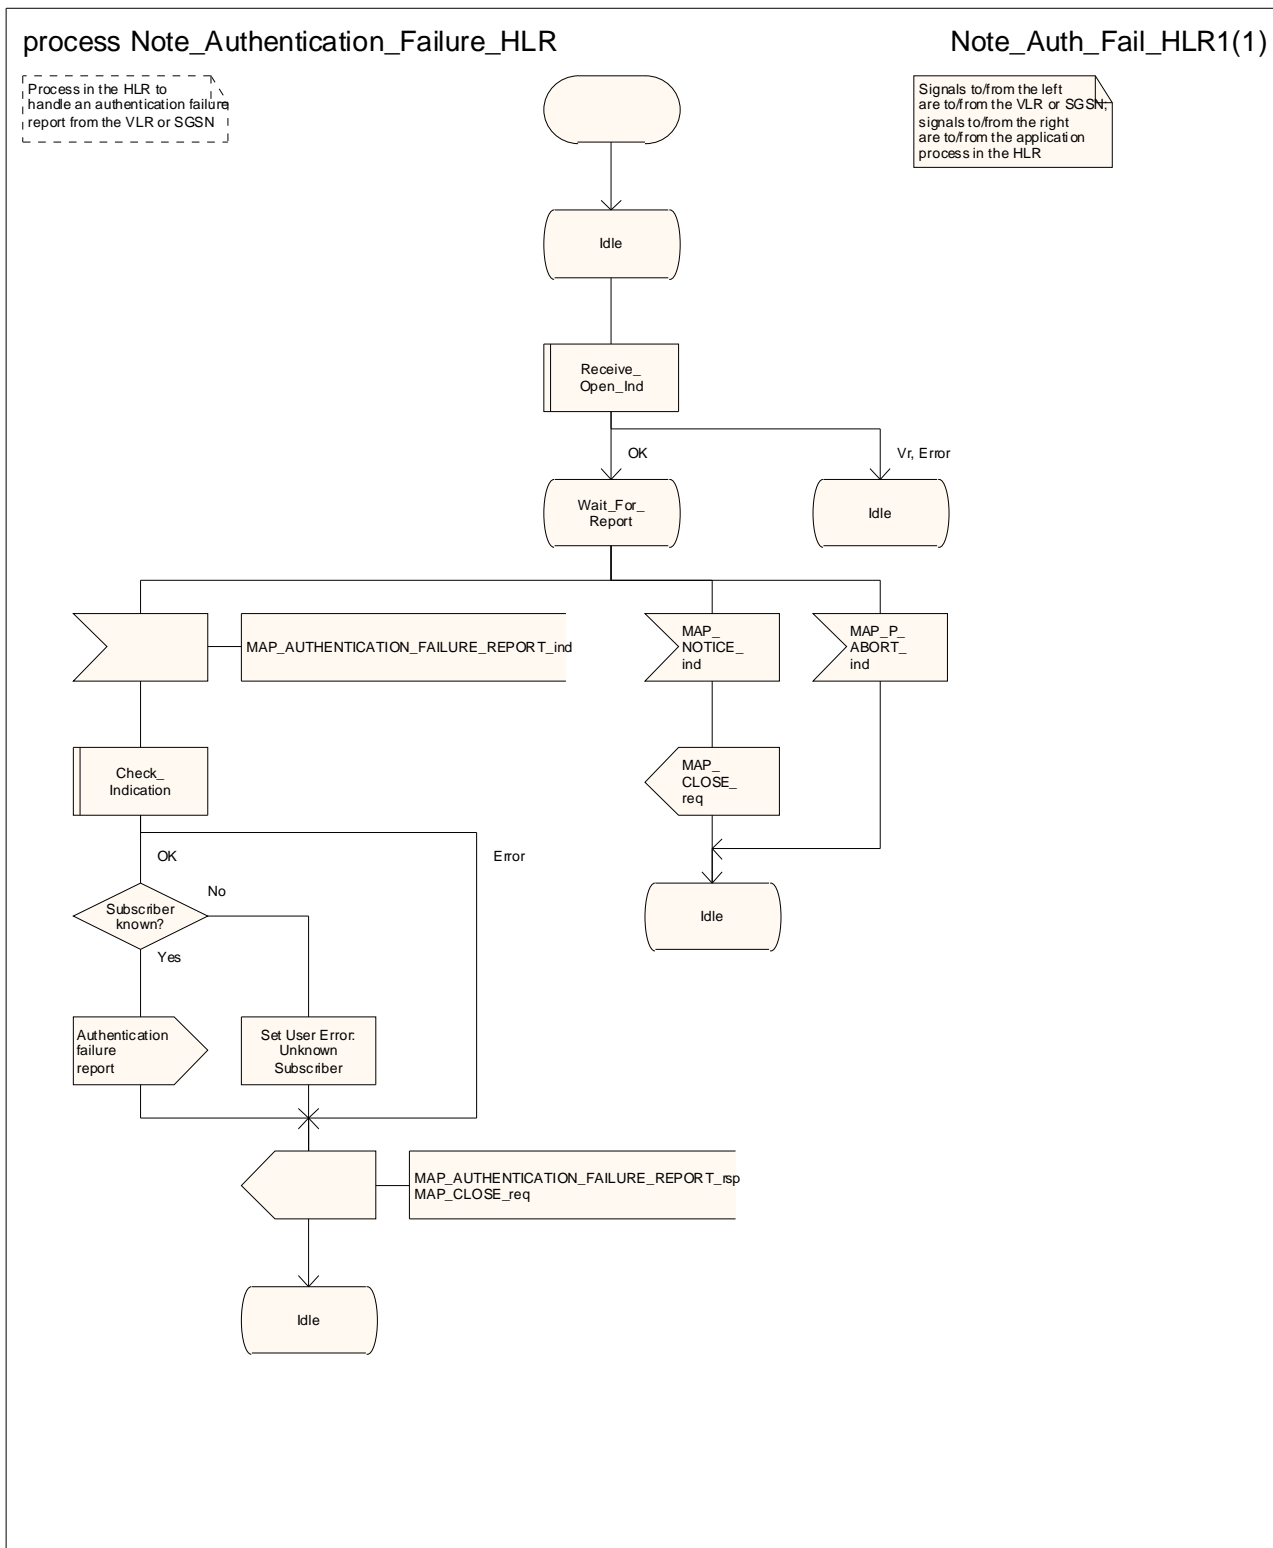 process Note_Authentication_Failure_HLR
Note_Auth_Fail_HLR1(1)
Process in the HLR to
handle an authentication failure
report from the VLR or SGSN
Signals to/from the left
are to/from the VLR or SGSN;
signals to/from the right
are to/from the application
process in the HLR
Idle
Receive_
Open_Ind
OK
Vr, Error
Wait_For_
Report
Idle
MAP_AUTHENTICATION_FAILURE_REPORT_ind
MAP_
NOTICE_
ind
MAP_P_
ABORT_
ind
Check_
Indication
MAP_
CLOSE_
req
OK
Error
No
Subscriber
known?
Idle
Yes
Authentication
failure
report
Set User Error:
Unknown
Subscriber
MAP_AUTHENTICATION_FAILURE_REPORT_rsp
MAP_CLOSE_req
Idle